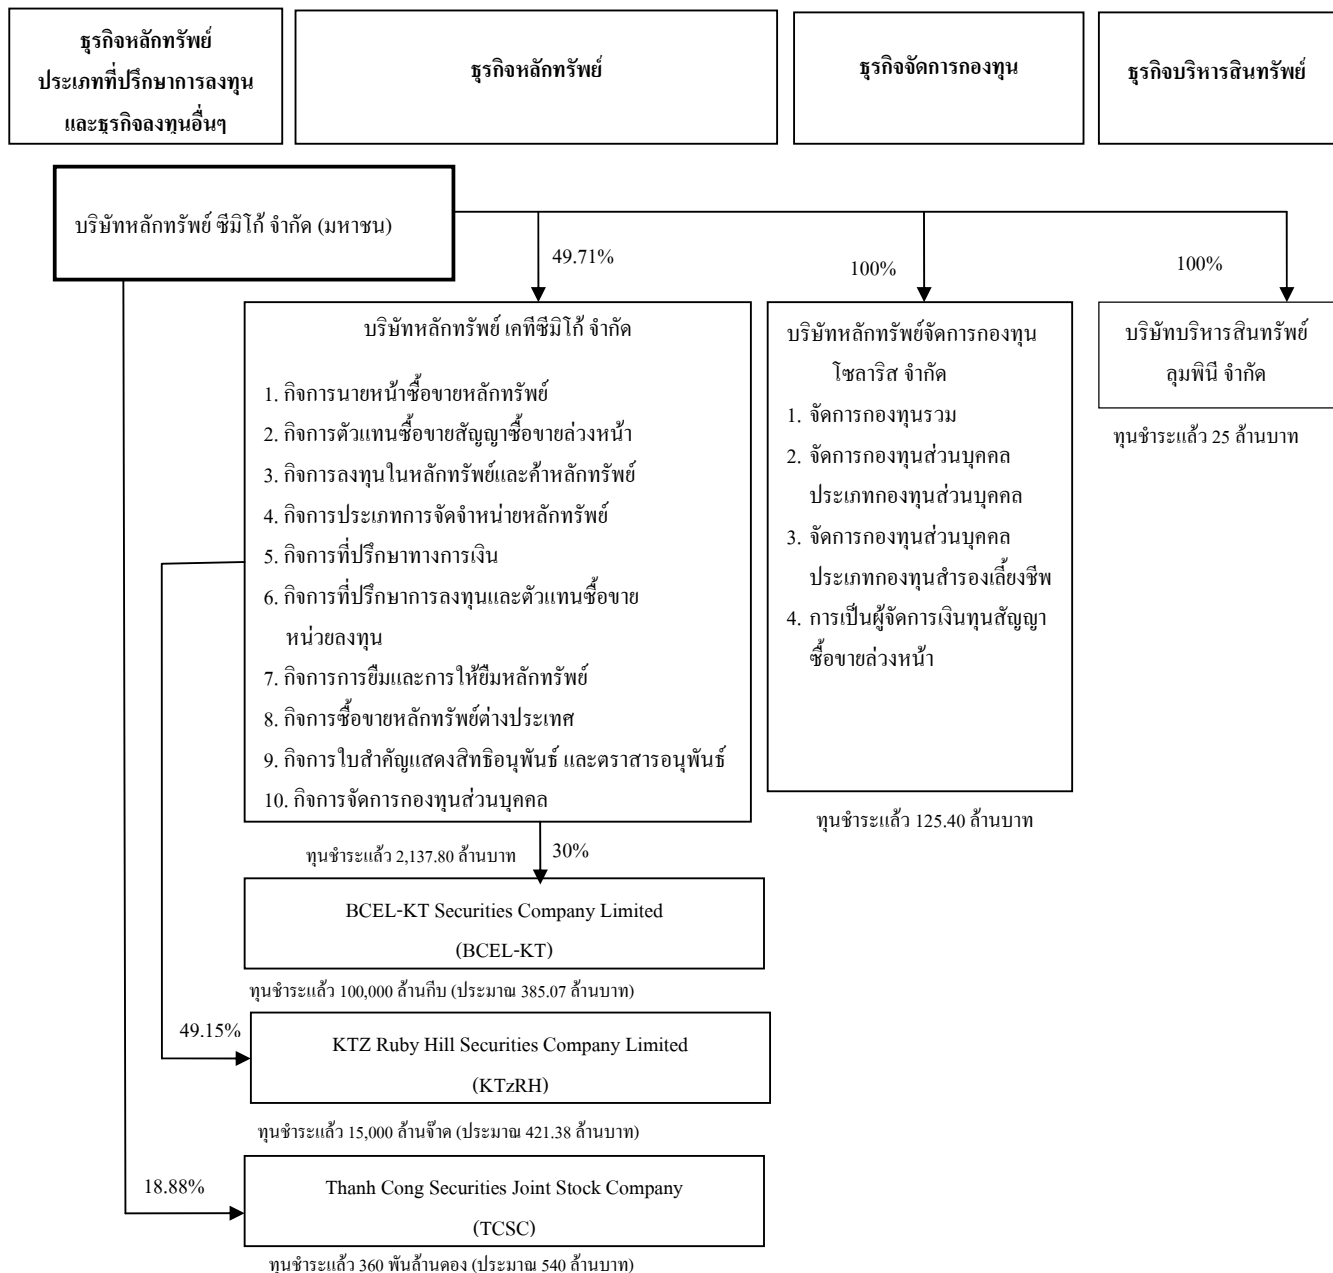 ธุรกิจหลักทรัพย์
ประเภทที่ปรึกษาการลงทุน
และธุรกิจลงทุนอื่นๆ
ธุรกิจหลักทรัพย์
ธุรกิจจัดการกองทุน
ธุรกิจบริหารสินทรัพย์
บริษัทหลักทรัพย์ ซีมิโก้ จำกัด (มหาชน)
49.71%
100%
100%
บริษัทหลักทรัพย์ เคทีซีมิโก้ จำกัด
1. กิจการนายหน้าซื้อขายหลักทรัพย์
2. กิจการตัวแทนซื้อขายสัญญาซื้อขายล่วงหน้า
3. กิจการลงทุนในหลักทรัพย์และค้าหลักทรัพย์
4. กิจการประเภทการจัดจำหน่ายหลักทรัพย์
5. กิจการที่ปรึกษาทางการเงิน
6. กิจการที่ปรึกษาการลงทุนและตัวแทนซื้อขาย
หน่วยลงทุน
7. กิจการการยืมและการให้ยืมหลักทรัพย์
8. กิจการซื้อขายหลักทรัพย์ต่างประเทศ
9. กิจการใบสำคัญแสดงสิทธิอนุพันธ์ และตราสารอนุพันธ์
10. กิจการจัดการกองทุนส่วนบุคคล
บริษัทหลักทรัพย์จัดการกองทุน
โซลาริส จำกัด
1. จัดการกองทุนรวม
2. จัดการกองทุนส่วนบุคคล
ประเภทกองทุนส่วนบุคคล
3. จัดการกองทุนส่วนบุคคล
ประเภทกองทุนสำรองเลี้ยงชีพ
4. การเป็นผู้จัดการเงินทุนสัญญา
ซื้อขายล่วงหน้า
บริษัทบริหารสินทรัพย์
ลุมพินี จำกัด
ทุนชำระแล้ว 25 ล้านบาท
ทุนชำระแล้ว 125.40 ล้านบาท
ทุนชำระแล้ว 2,137.80 ล้านบาท
30%
BCEL-KT Securities Company Limited
(BCEL-KT)
ทุนชำระแล้ว 100,000 ล้านกีบ (ประมาณ 385.07 ล้านบาท)
49.15%
KTZ Ruby Hill Securities Company Limited
(KTzRH)
ทุนชำระแล้ว 15,000 ล้านจ๊าด (ประมาณ 421.38 ล้านบาท)
18.88%
Thanh Cong Securities Joint Stock Company
(TCSC)
ทุนชำระแล้ว 360 พันล้านดอง (ประมาณ 540 ล้านบาท)